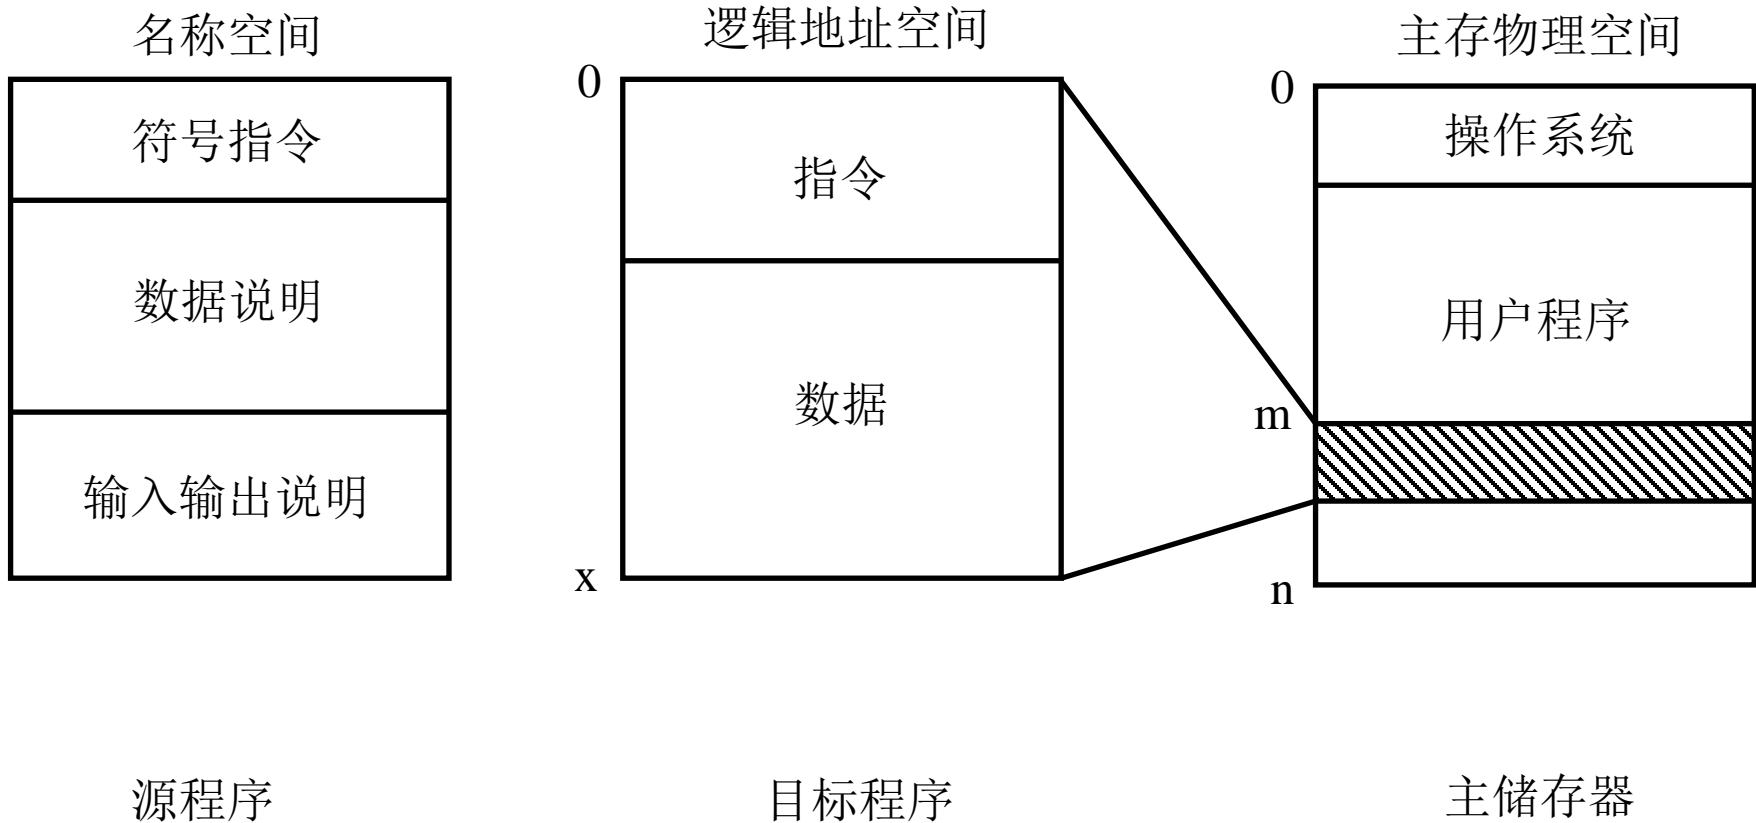 名称空间
符号指令
数据说明
输入输出说明
源程序
逻辑地址空间
0
指令
数据
x
目标程序
主存物理空间
0
操作系统
用户程序
m
n
主储存器